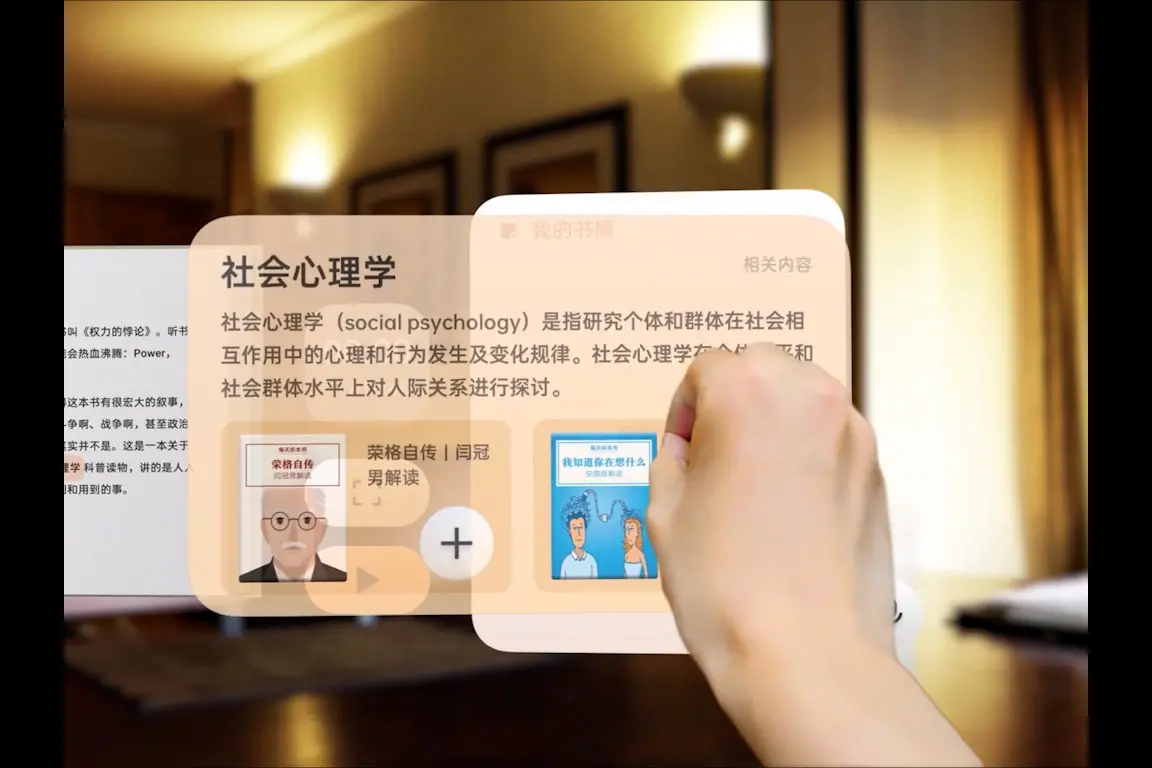 我的书摘
社会心理学
相关内容
社会心理学（social psychology）是指研究个体和群体在社会相
互作用中的心理和行为发生及变化规律。社会心理学在个体水平和
社会群体水平上对人际关系进行探讨。
每天听本书
荣格自传
闫冠男解读
荣格自传 | 闫冠
男解读
+
每天听本书
我知道你在想什么
书叫《权力的悖论》。听书
会热血沸腾：Power，
这本书有很宏大的叙事，
争啊、战争啊，甚至政治
实并不是。这是一本关于
理学 科普读物，讲的是人人
和用到的事。